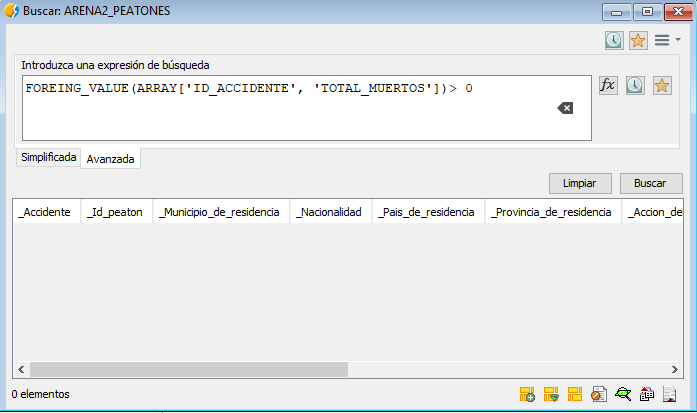 Buscar: ARENA2_PEATONES
Introduzca una expresión de búsqueda
FOREING_VALUE(ARRAY['ID_ACCIDENTE', 'TOTAL_MUERTOS'])> 0
fx
Simplificada Avanzada
Limpiar Buscar
_Accidente _Id_peaton _Municipio_de_residencia _Nacionalidad _Pais_de_residencia _Provincia_de_residencia _Accion_del
0 elementos